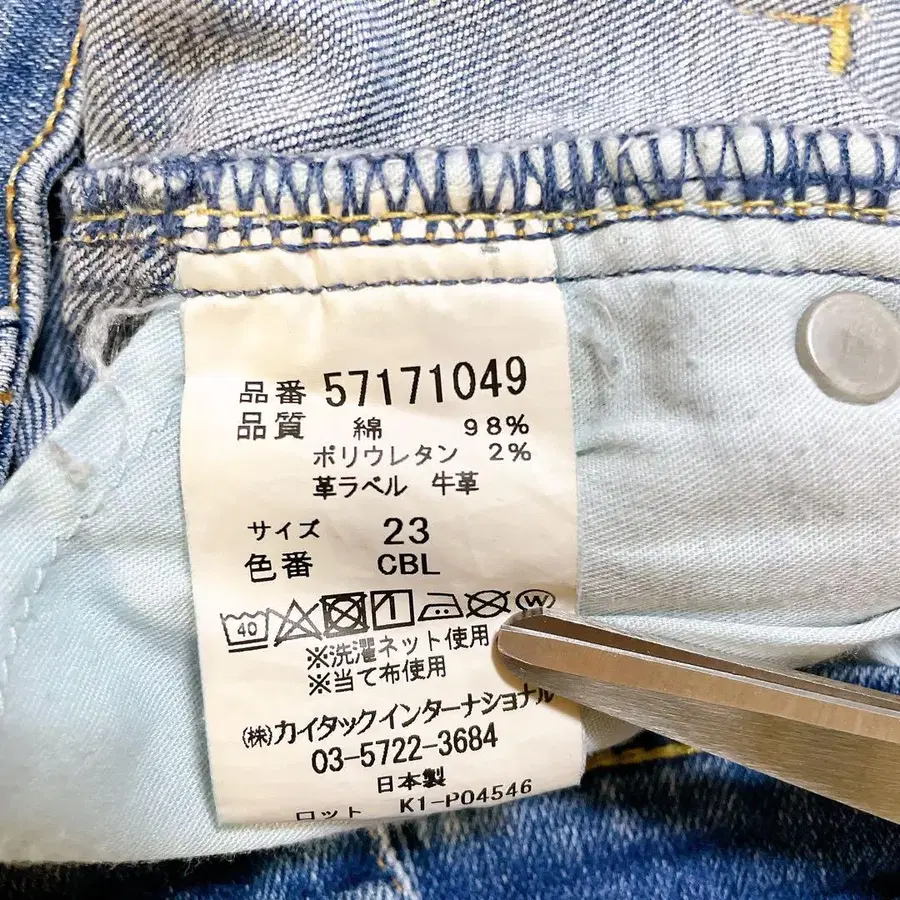 品番 57171049
品質 綿 98%
ポリウレタン 2%
革ラベル 牛革
サイズ 23
色番 CBL
40 W
※洗濯ネット使用
※当て布使用
(株)カイタックインターナショナル
03-5722-3684
日本製
ロット K1-P04546